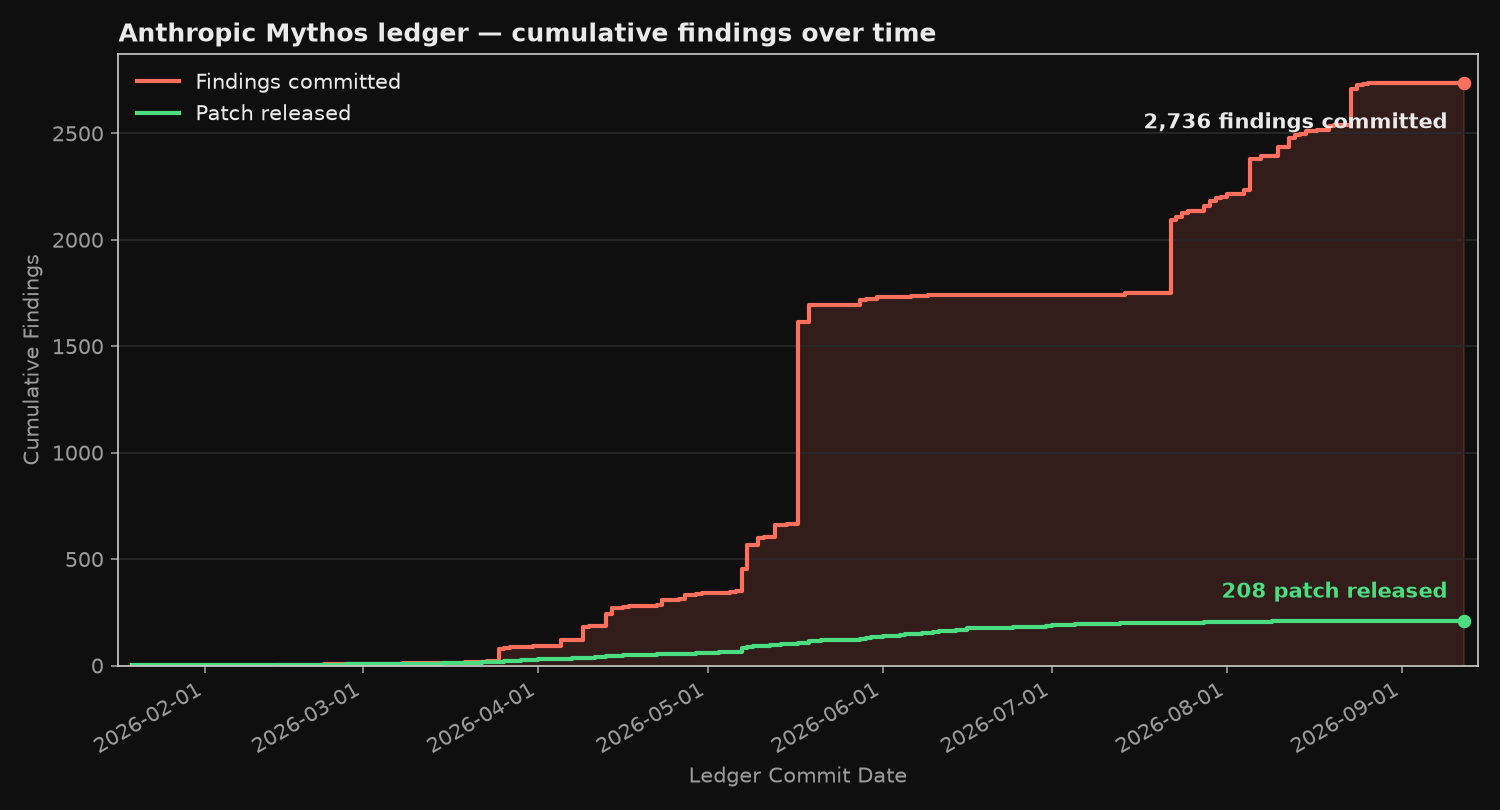 Anthropic Mythos ledger — cumulative findings over time
Findings committed
Patch released
2,736 findings committed
208 patch released
Cumulative Findings
2500
2000
1500
1000
500
0
2026-02-01
2026-03-01
2026-04-01
2026-05-01
2026-06-01
2026-07-01
2026-08-01
2026-09-01
Ledger Commit Date